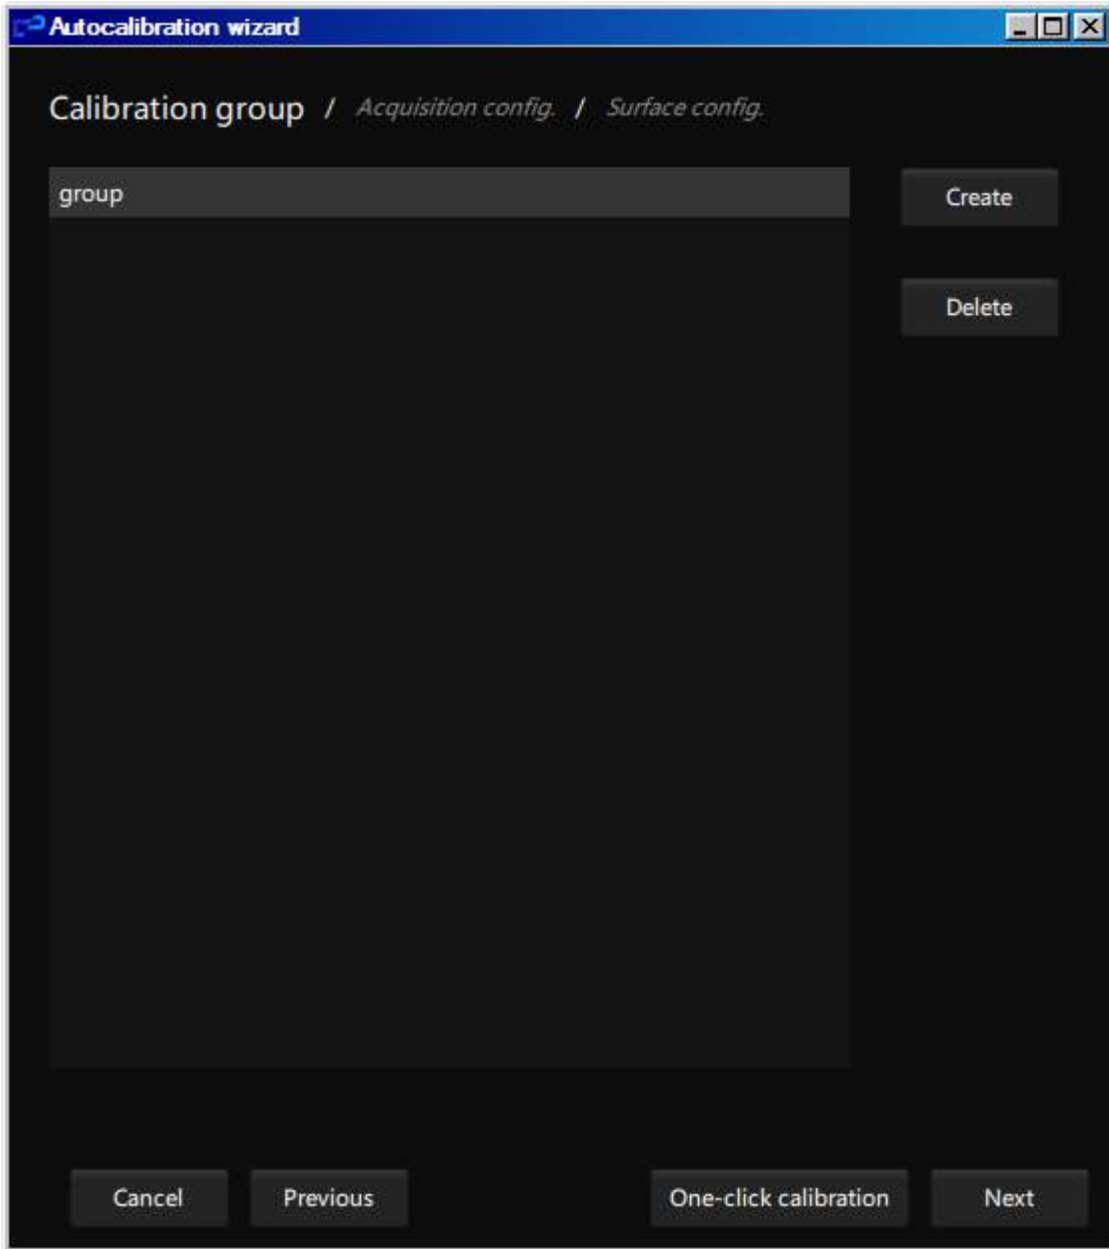 Autocalibration wizard
Calibration group / Acquisition config. / Surface config.
group
Create
Delete
Cancel Previous One-click calibration Next